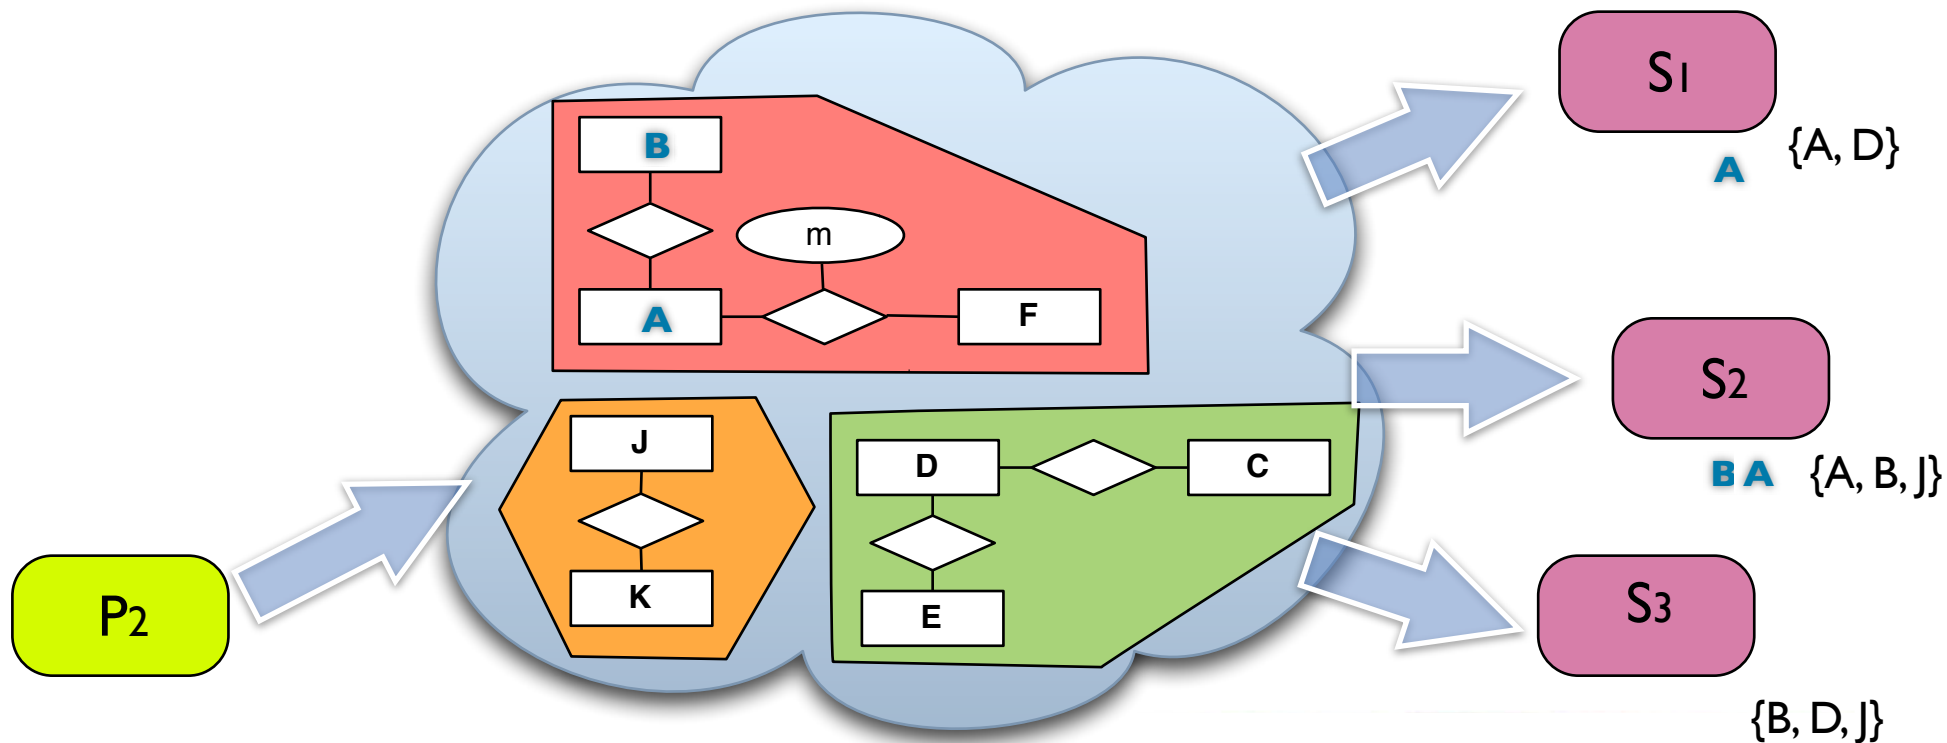 S1
{A, D}
A
B
m
A
F
S2
B A {A, B, J}
J
D
C
K
E
P2
S3
{B, D, J}